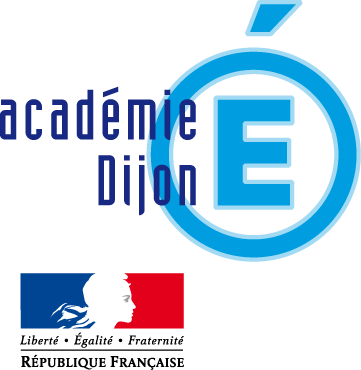 académie
Dijon
É
Liberté • Égalité • Fraternité
RÉPUBLIQUE FRANÇAISE